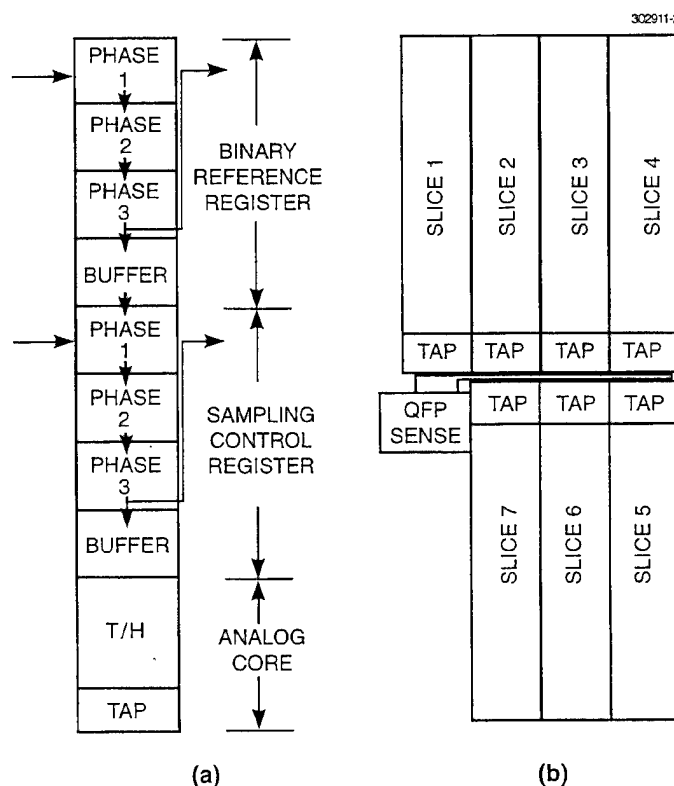 302911-
PHASE
1
PHASE
2
PHASE
3
BUFFER
PHASE
1
PHASE
2
PHASE
3
BUFFER
T/H
TAP
BINARY
REFERENCE
REGISTER
SAMPLING
CONTROL
REGISTER
ANALOG
CORE
(a)
SLICE 1
SLICE 2
SLICE 3
SLICE 4
TAP
TAP
TAP
TAP
QFP
SENSE
TAP
TAP
TAP
SLICE 7
SLICE 6
SLICE 5
(b)